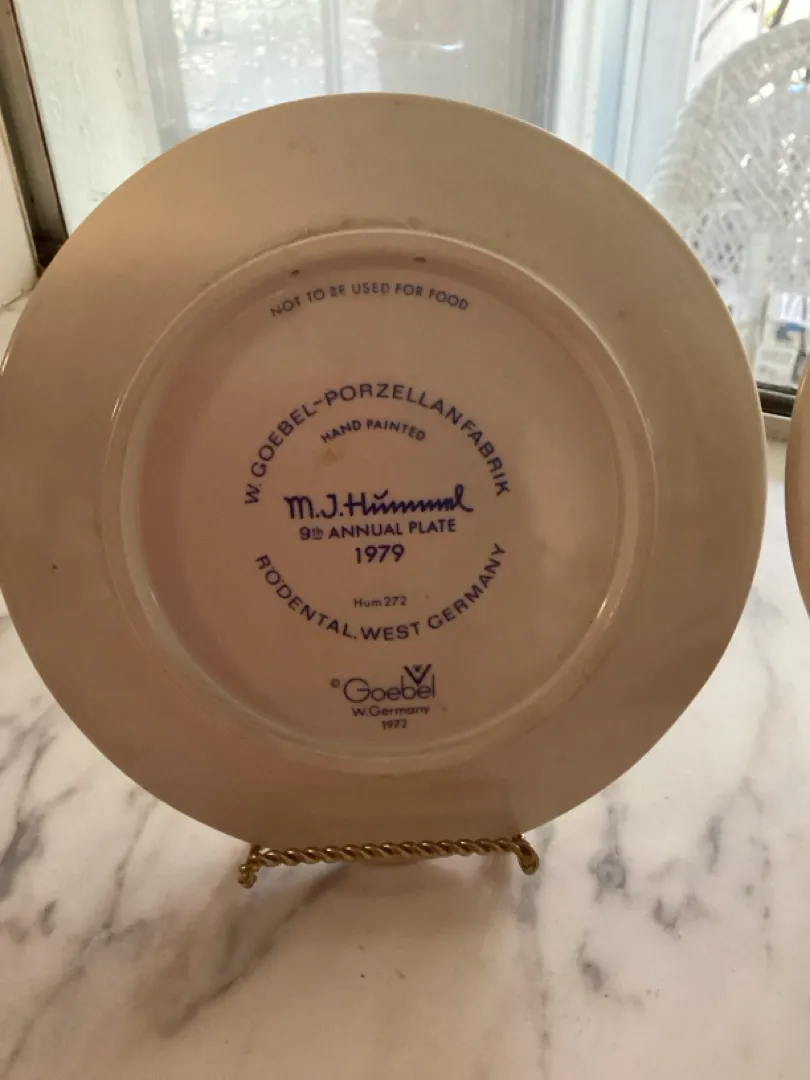 NOT TO BE USED FOR FOOD
W. GOEBEL-PORZELLANFABRIK
HAND PAINTED
M.J.Hümmel
9th ANNUAL PLATE
1979
Hum 272
RÖDENTAL. WEST GERMANY
© Goebel
W. Germany
1972